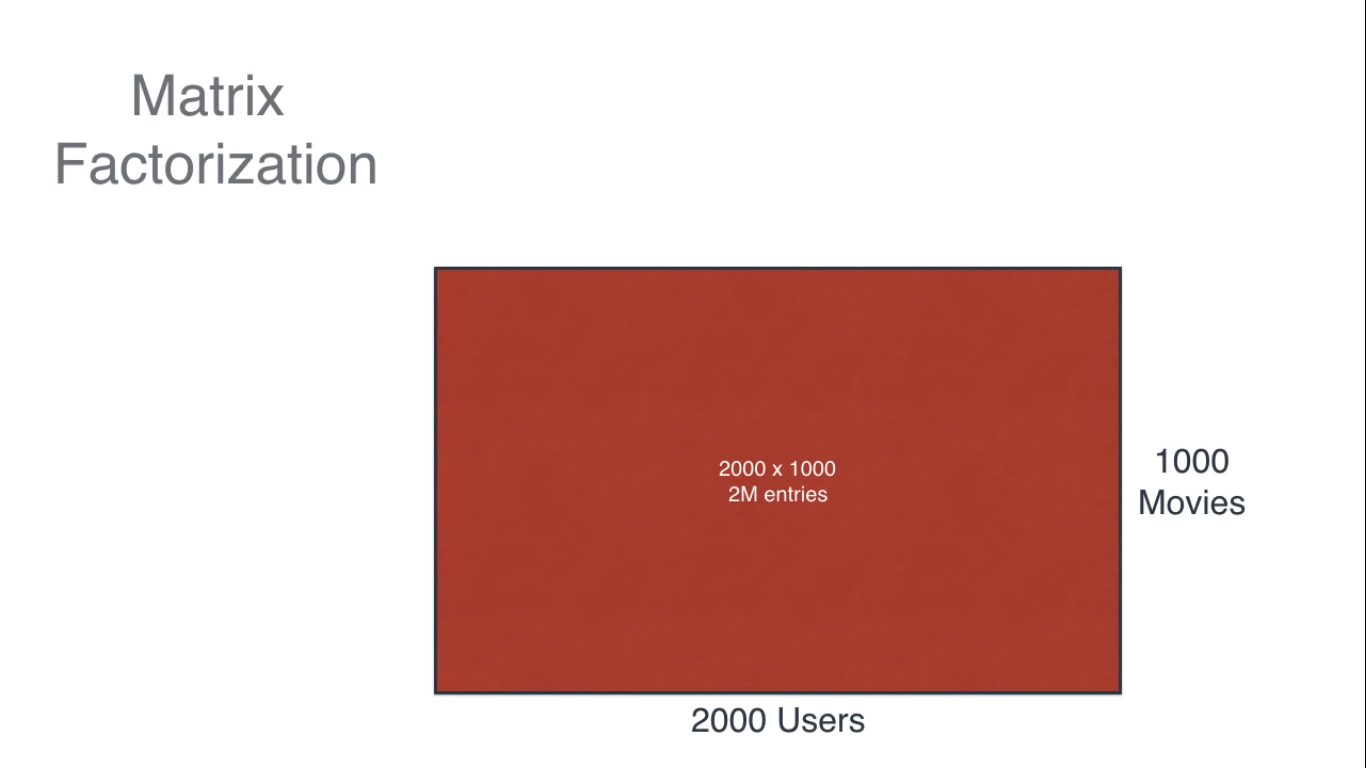 Matrix
Factorization
2000 x 1000
2M entries
1000
Movies
2000 Users